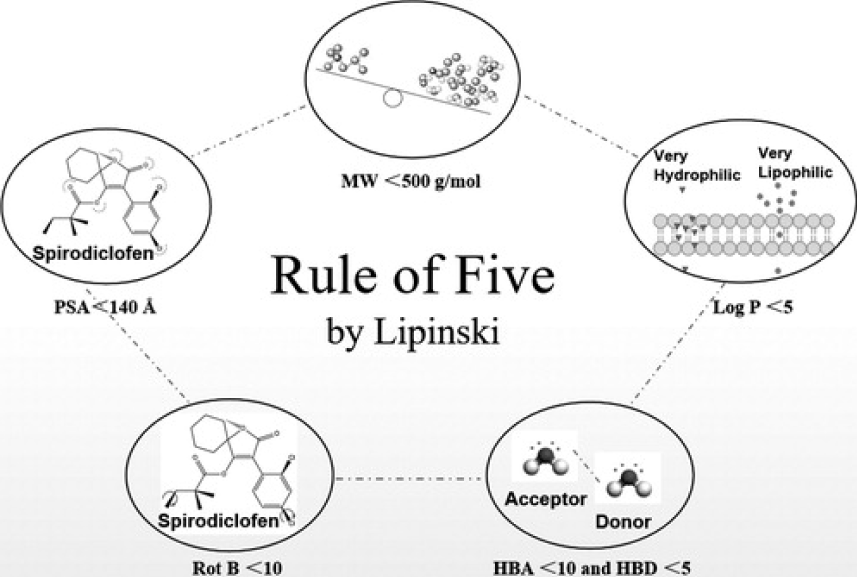 MW <500 g/mol
Very
Hydrophilic
Very
Lipophilic
Log P <5
Spirodiclofen
PSA<140 Å
Rule of Five
by Lipinski
Spirodiclofen
Rot B <10
Acceptor
Donor
HBA <10 and HBD <5